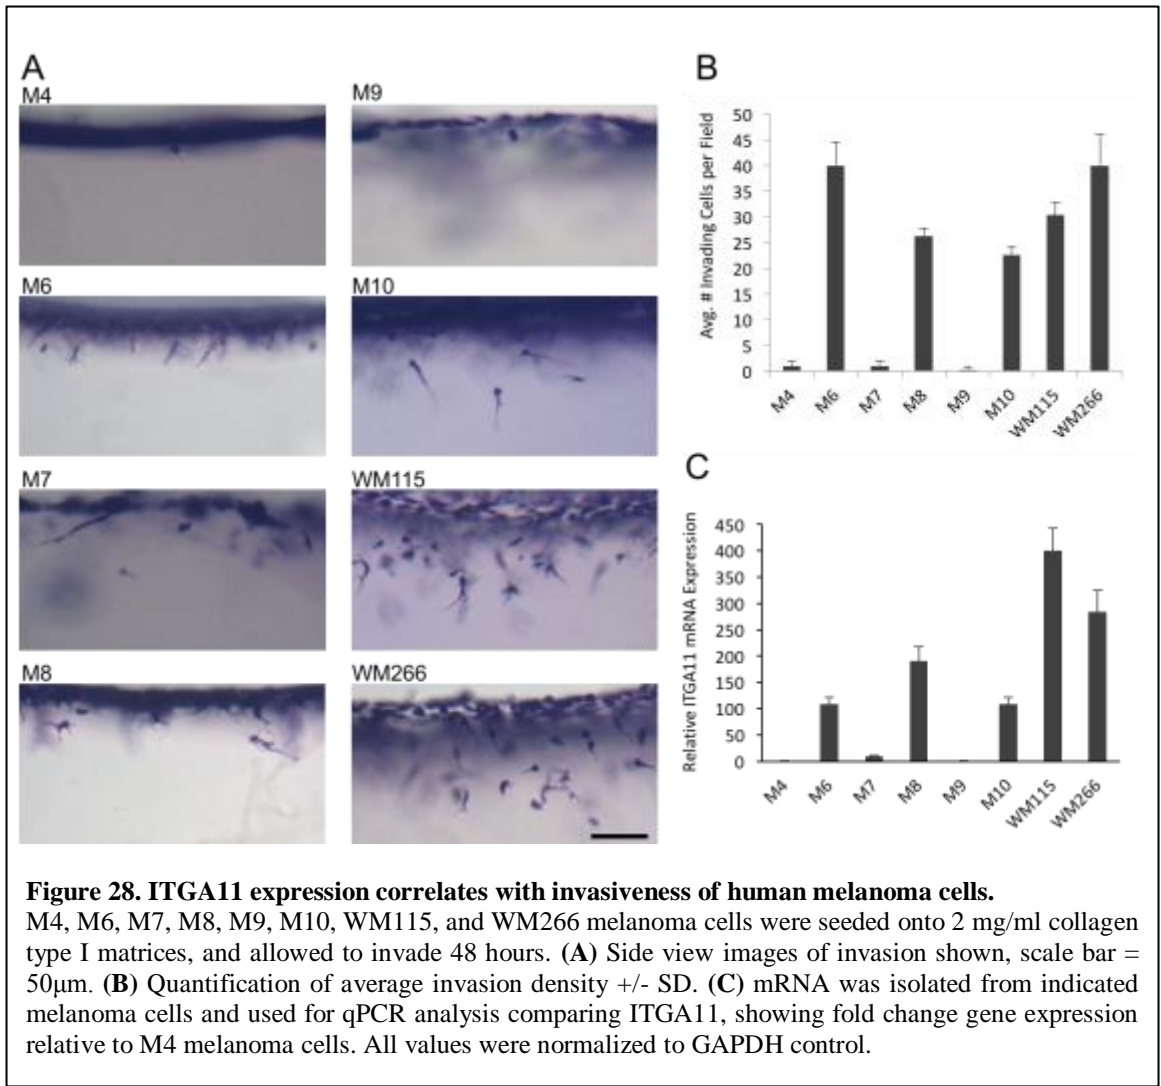 A
M4
M9
M6
M10
M7
WM115
M8
WM266
B
Avg. # Invading Cells per Field
50
45
40
35
30
25
20
15
10
5
0
M4
M6
M7
M8
M9
M10
WM115
WM266
C
Relative ITGA11 mRNA Expression
450
400
350
300
250
200
150
100
50
0
M4
M6
M7
M8
M9
M10
WM115
WM266
Figure 28. ITGA11 expression correlates with invasiveness of human melanoma cells.
M4, M6, M7, M8, M9, M10, WM115, and WM266 melanoma cells were seeded onto 2 mg/ml collagen
type I matrices, and allowed to invade 48 hours. (A) Side view images of invasion shown, scale bar =
50μm. (B) Quantification of average invasion density +/- SD. (C) mRNA was isolated from indicated
melanoma cells and used for qPCR analysis comparing ITGA11, showing fold change gene expression
relative to M4 melanoma cells. All values were normalized to GAPDH control.